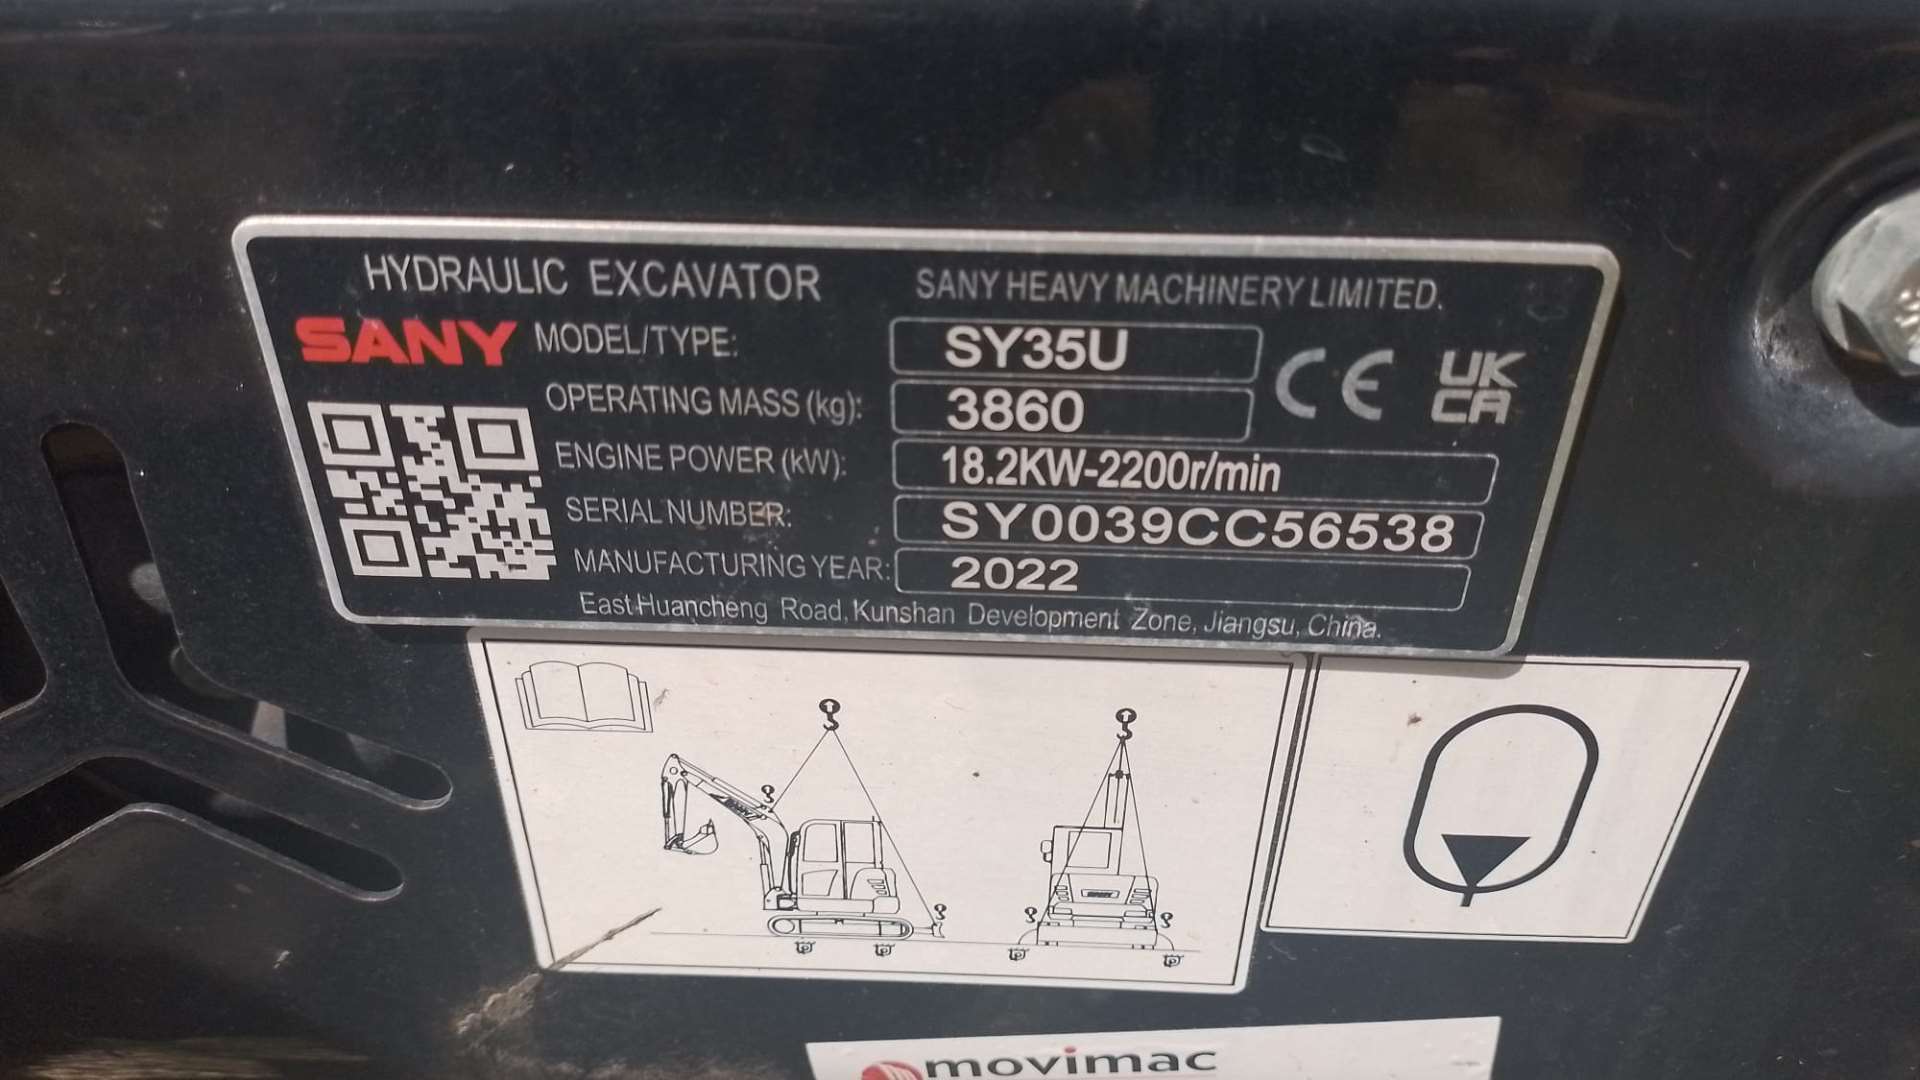 HYDRAULIC EXCAVATOR SANY HEAVY MACHINERY LIMITED.
SANY MODEL/TYPE: SY35U CE UK
CA
OPERATING MASS (kg): 3860
ENGINE POWER (kW): 18.2KW-2200r/min
SERIAL NUMBER: SY0039CC56538
MANUFACTURING YEAR: 2022
East Huancheng Road, Kunshan Development Zone, Jiangsu, China.
movimac